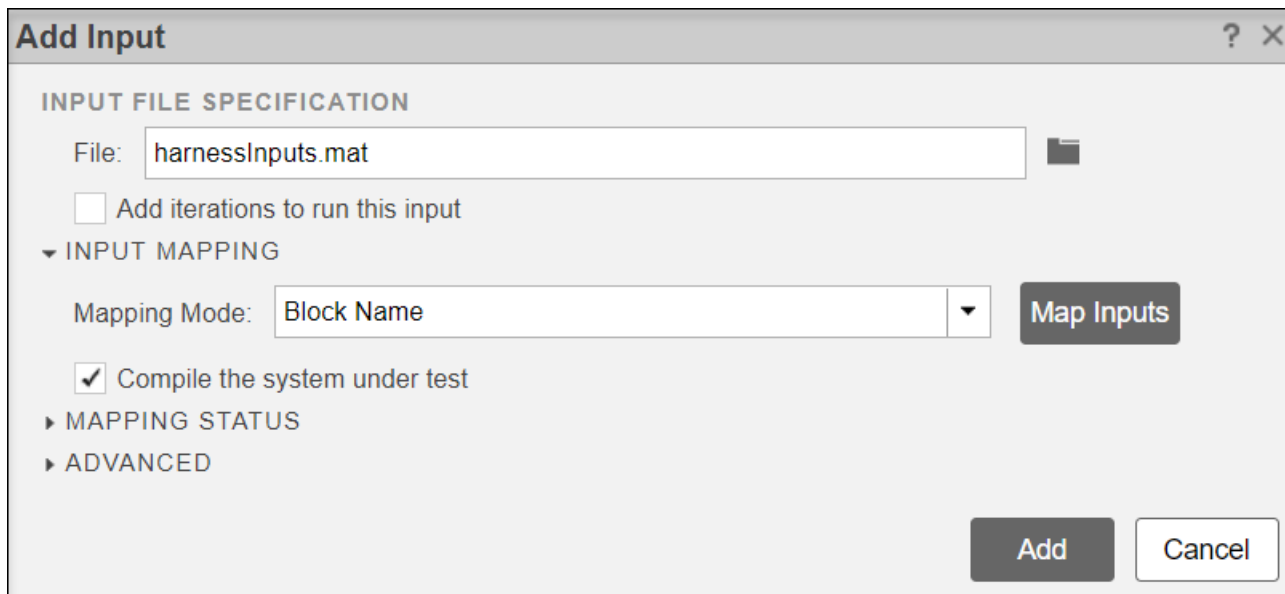 Add Input ? ×
INPUT FILE SPECIFICATION
File: harnessInputs.mat
Add iterations to run this input
INPUT MAPPING
Mapping Mode: Block Name Map Inputs
Compile the system under test
MAPPING STATUS
ADVANCED
Add Cancel